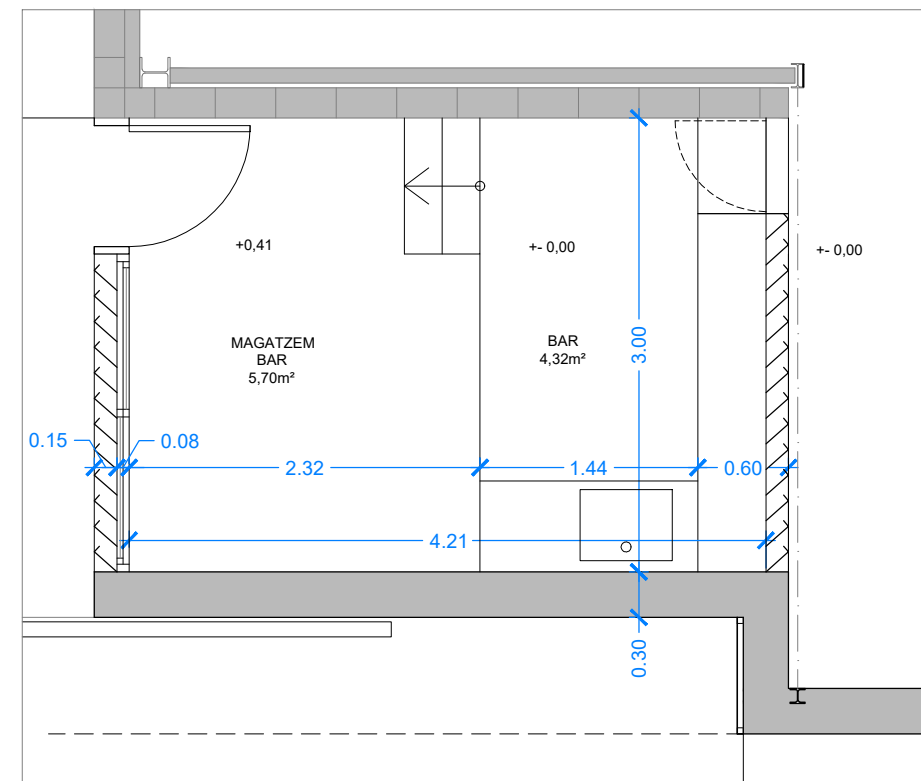 +0,41
+- 0,00
+- 0,00
MAGATZEM
BAR
5,70m²
BAR
4,32m²
3.00
0.15
0.08
2.32
1.44
0.60
4.21
0.30